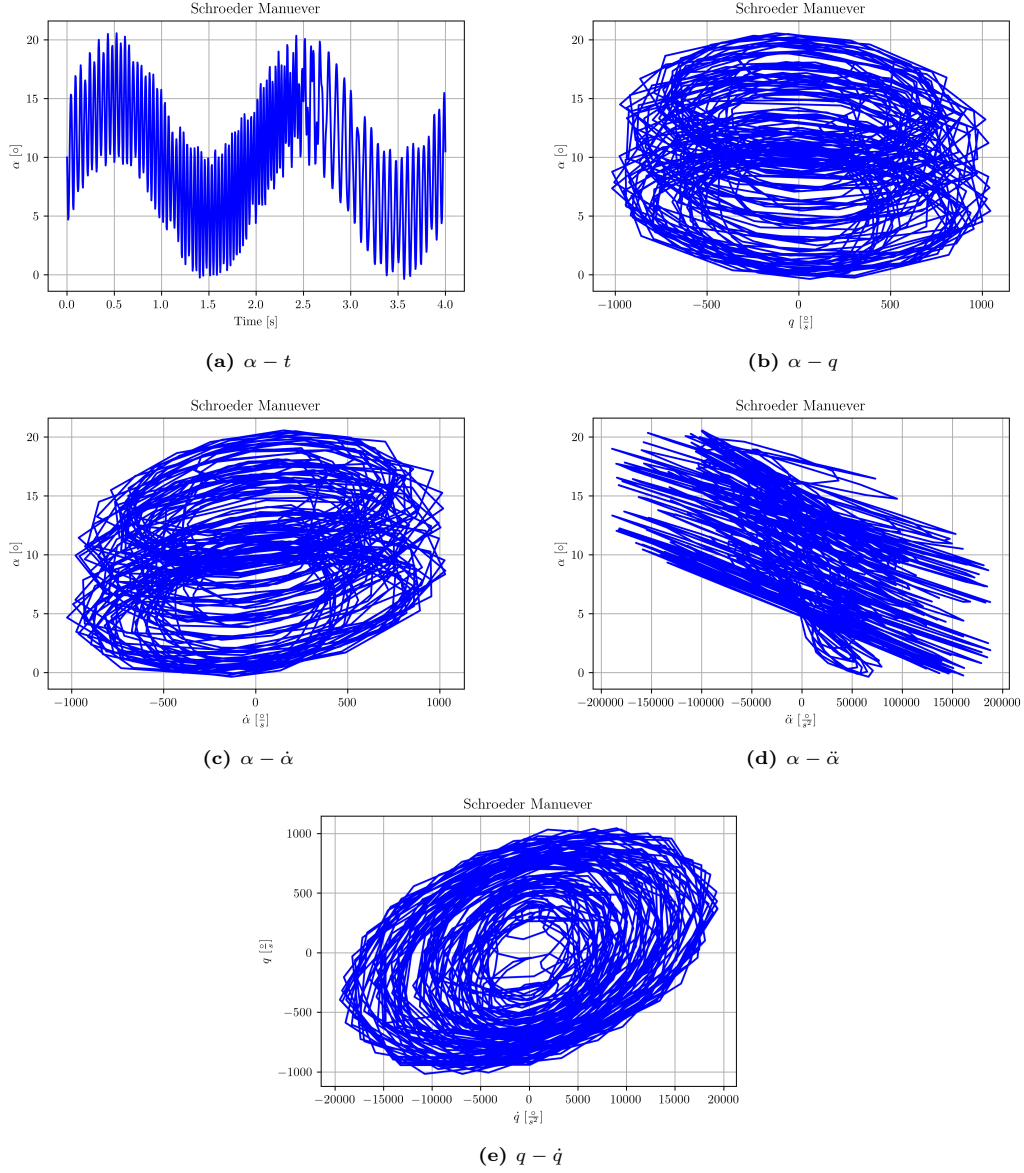 Schroeder Manuever
20
15
10
5
0
α [○]
0.0 0.5 1.0 1.5 2.0 2.5 3.0 3.5 4.0
Time [s]
(a) α − t
Schroeder Manuever
20
15
10
5
0
α [○]
−1000 −500 0 500 1000
q [○/s]
(b) α − q
Schroeder Manuever
20
15
10
5
0
α [○]
−1000 −500 0 500 1000
α̇ [○/s]
(c) α − α̇
Schroeder Manuever
20
15
10
5
0
α [○]
−200000 −150000 −100000 −50000 0 50000 100000 150000 200000
α̈ [○/s²]
(d) α − α̈
Schroeder Manuever
1000
500
0
−500
−1000
q [○/s]
−20000 −15000 −10000 −5000 0 5000 10000 15000 20000
q̇ [○/s²]
(e) q − q̇